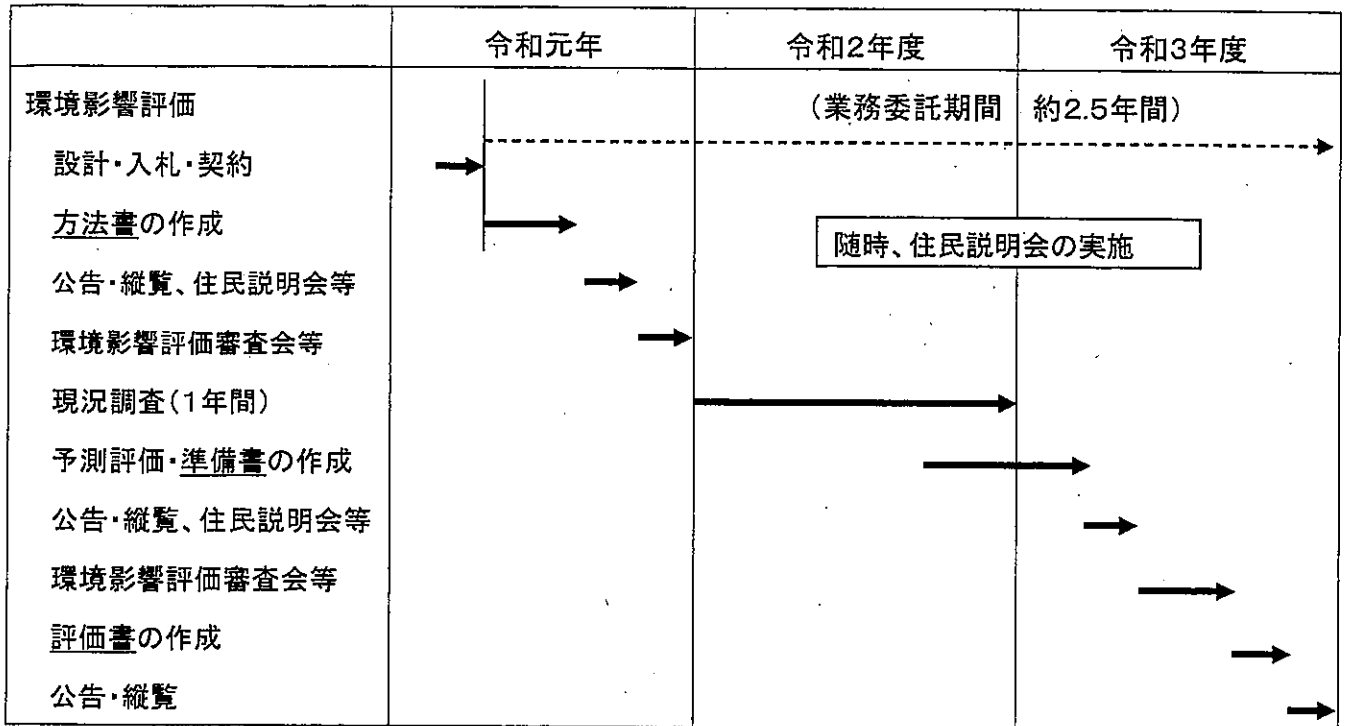 令和元年 令和2年度 令和3年度
環境影響評価 (業務委託期間 約2.5年間)
設計・入札・契約
方法書の作成
随時、住民説明会の実施
公告・縦覧、住民説明会等
環境影響評価審査会等
現況調査(1年間)
予測評価・準備書の作成
公告・縦覧、住民説明会等
環境影響評価審査会等
評価書の作成
公告・縦覧